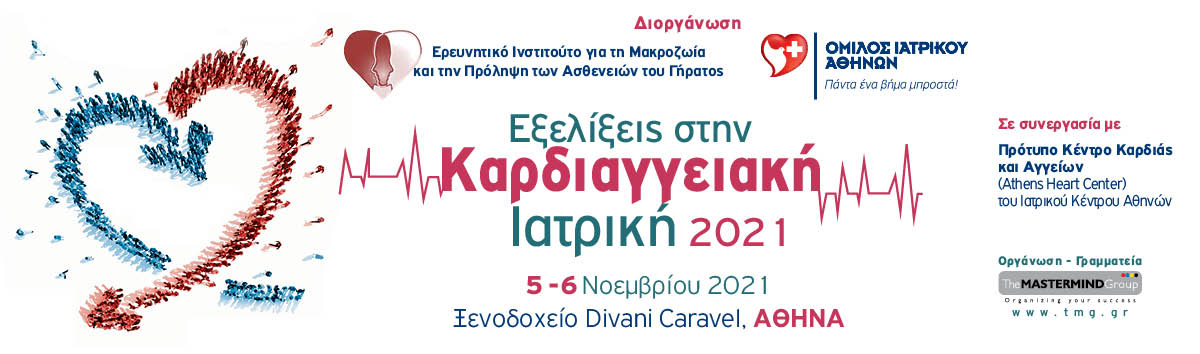 Διοργάνωση
Ερευνητικό Ινστιτούτο για τη Μακροζωία
και την Πρόληψη των Ασθενειών του Γήρατος
ΟΜΙΛΟΣ ΙΑΤΡΙΚΟΥ
ΑΘΗΝΩΝ
Πάντα ένα βήμα μπροστά!
Εξελίξεις στην
Καρδιαγγειακή
Ιατρική 2021
5 - 6 Νοεμβρίου 2021
Ξενοδοχείο Divani Caravel, ΑΘΗΝΑ
Σε συνεργασία με
Πρότυπο Κέντρο Καρδιάς
και Αγγείων
(Athens Heart Center)
του Ιατρικού Κέντρου Αθηνών
Οργάνωση - Γραμματεία
The MASTERMIND Group
Organizing your success
www.tmg.gr